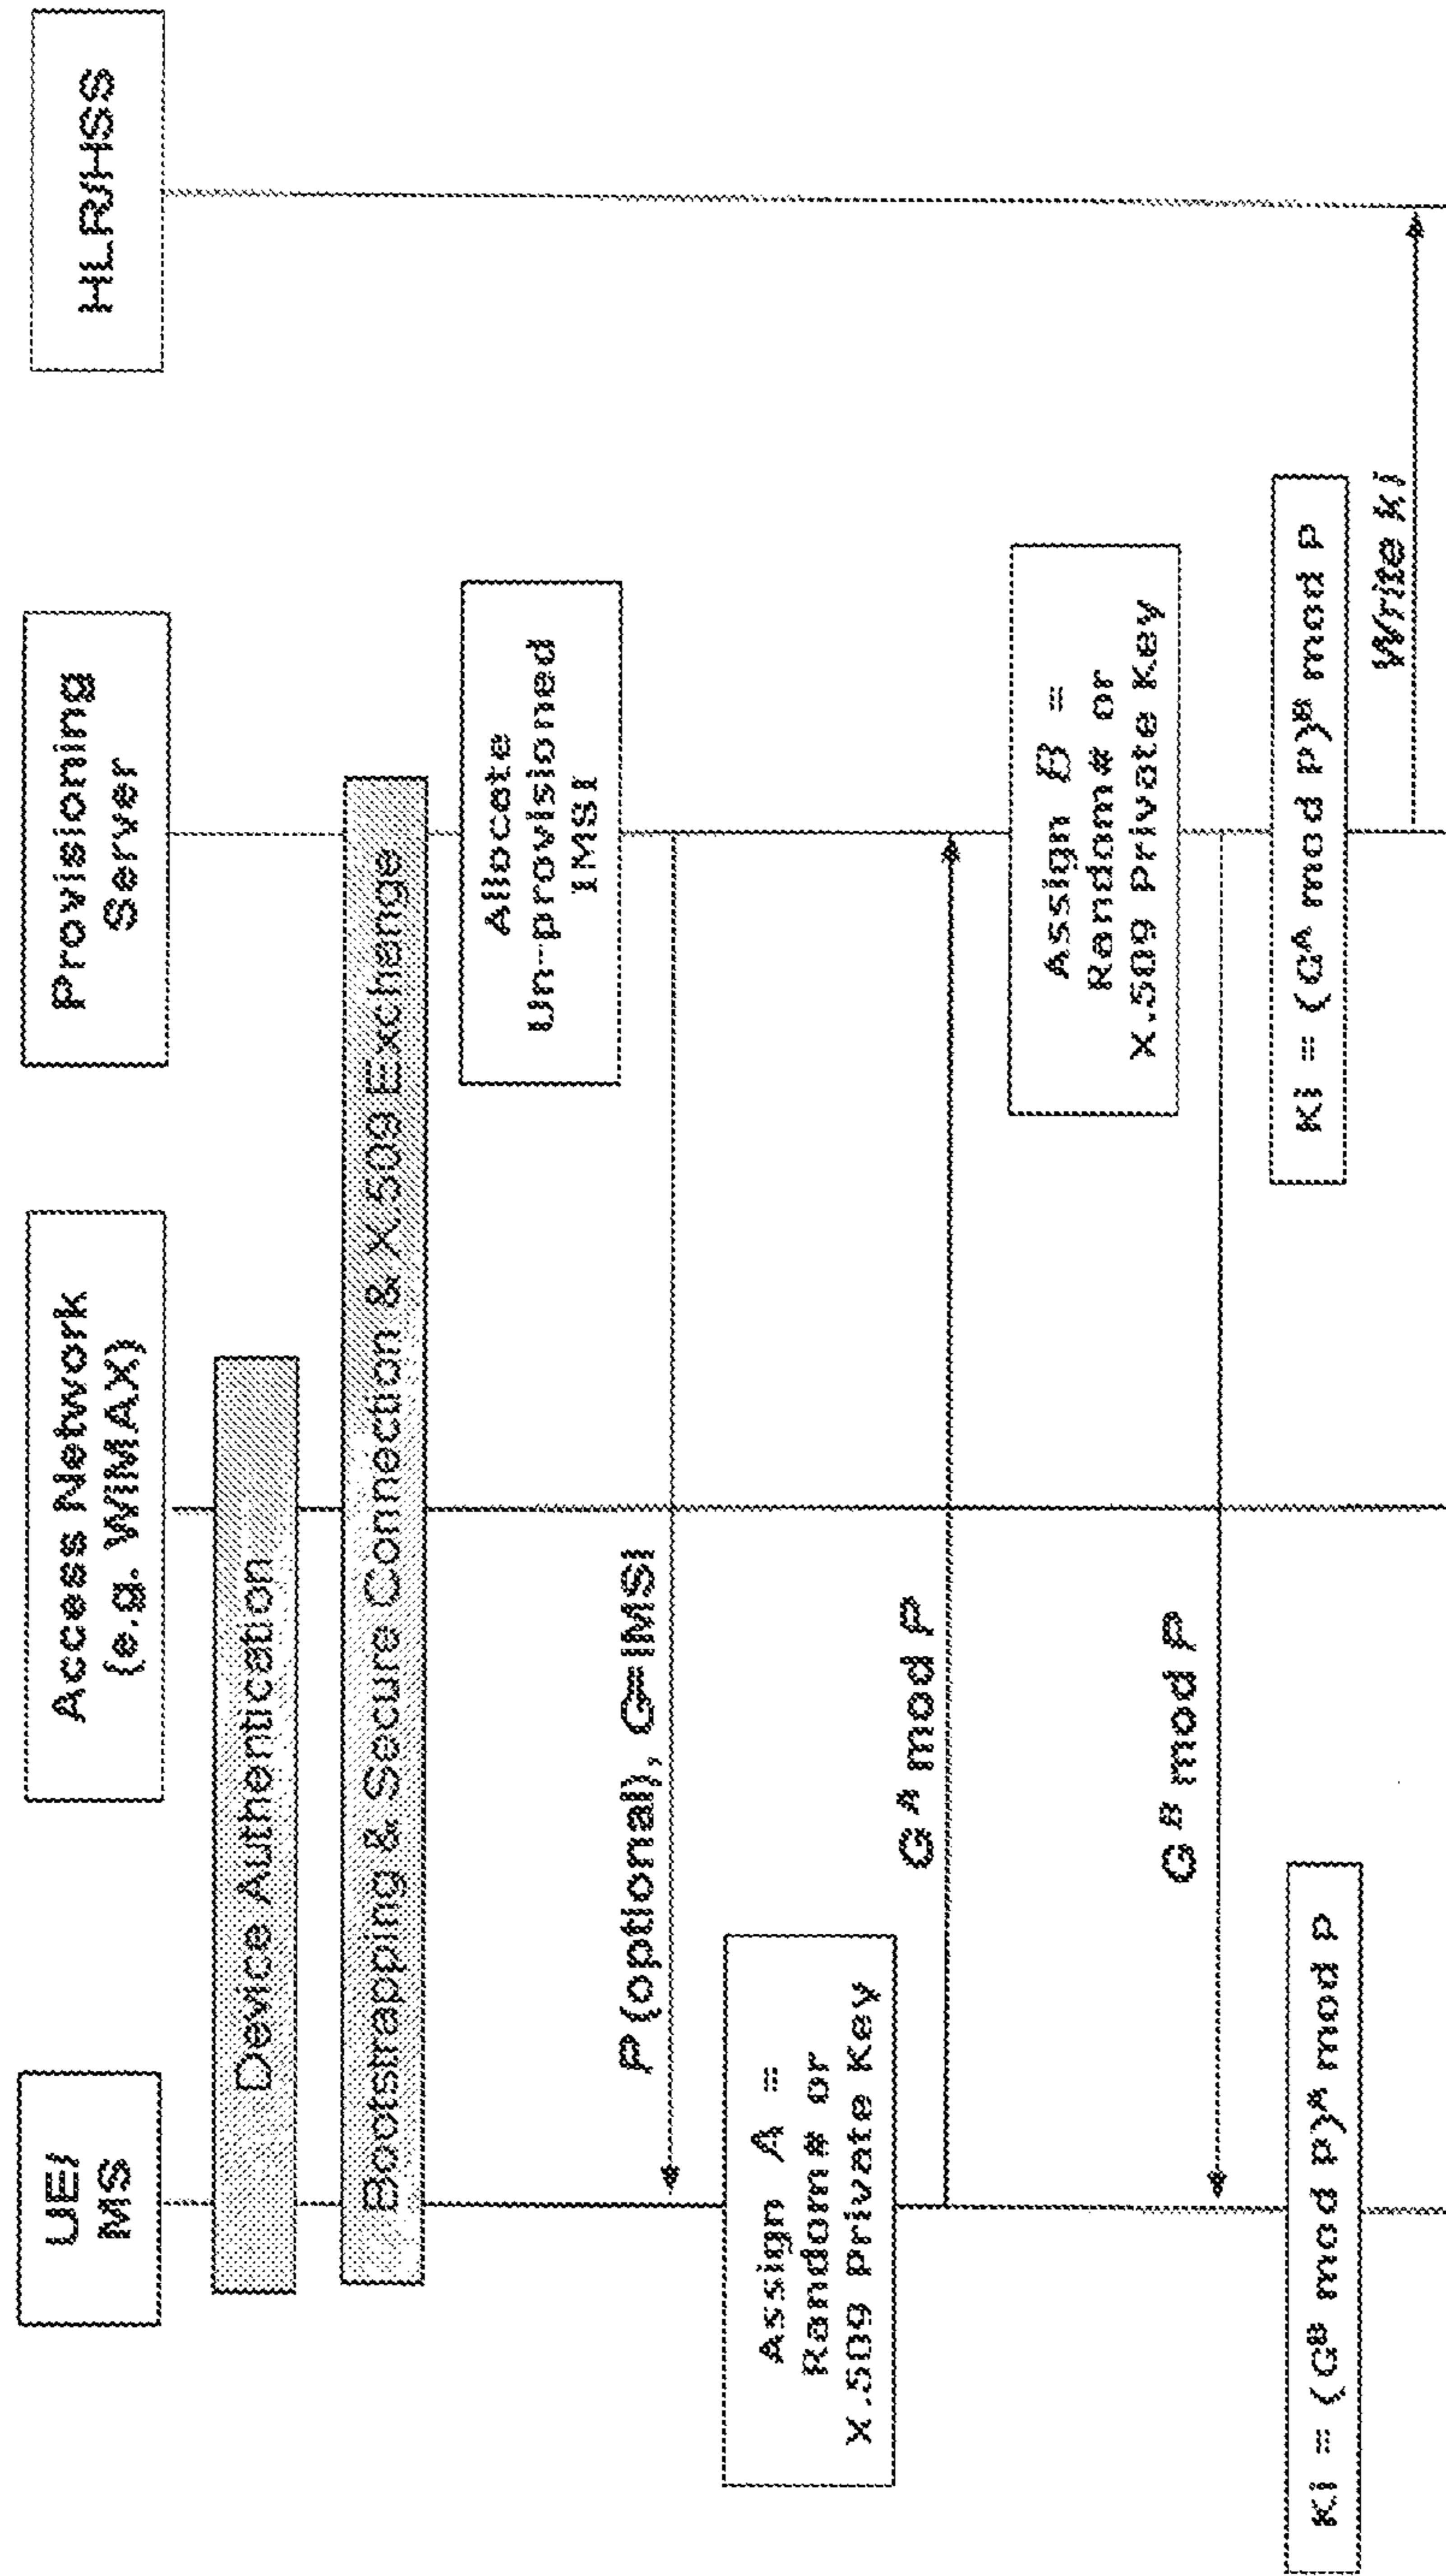 UE/
MS
Access Network
(e.g. WiMAX)
Provisioning
Server
HLR/HSS
Device Authentication
Bootstrapping & Secure Connection & X.509 Exchange
Allocate
Un-provisioned
IMSI
P (optional), G=IMSI
Assign A =
Random# or
X.509 Private Key
G^A mod P
Assign B =
Random# or
X.509 Private Key
G^B mod P
Ki = (G^B mod P)^A mod P
Ki = (G^A mod P)^B mod P
Write Ki